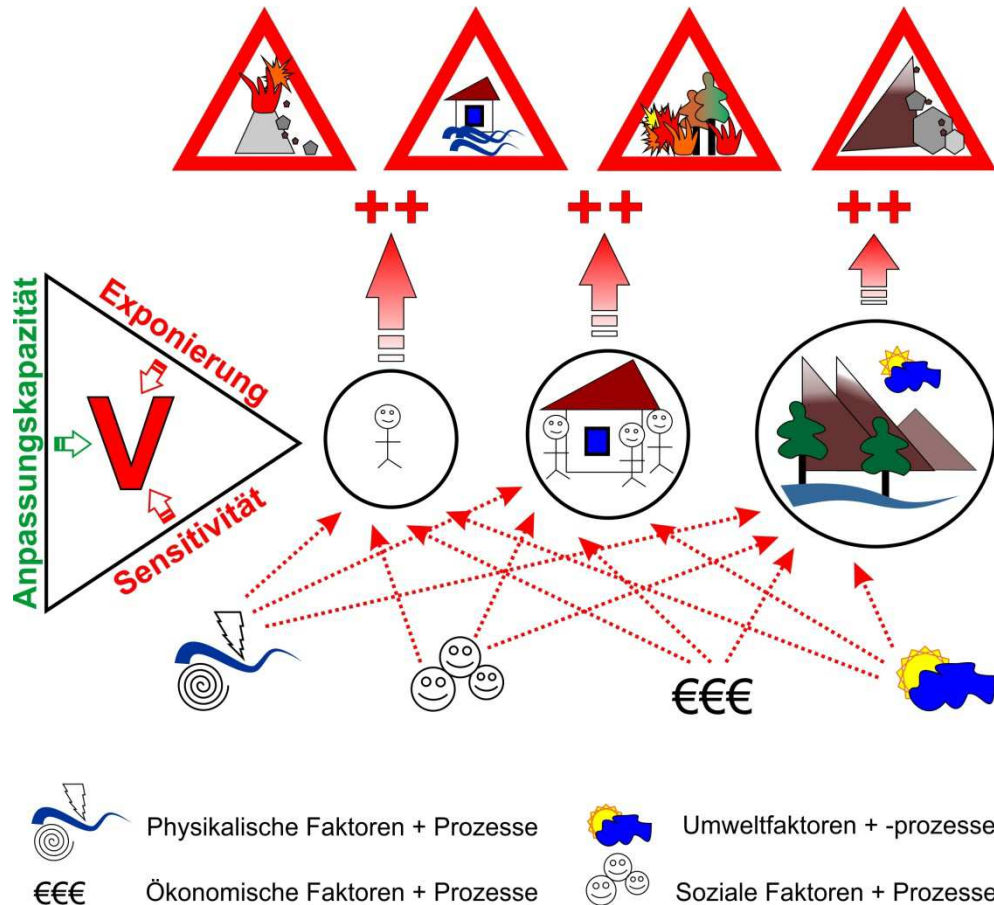 ++ ++ ++
Anpassungskapazität
Exponierung
V
Sensitivität
€€€
Physikalische Faktoren + Prozesse
Umweltfaktoren + -prozesse
€€€ Ökonomische Faktoren + Prozesse
Soziale Faktoren + Prozesse